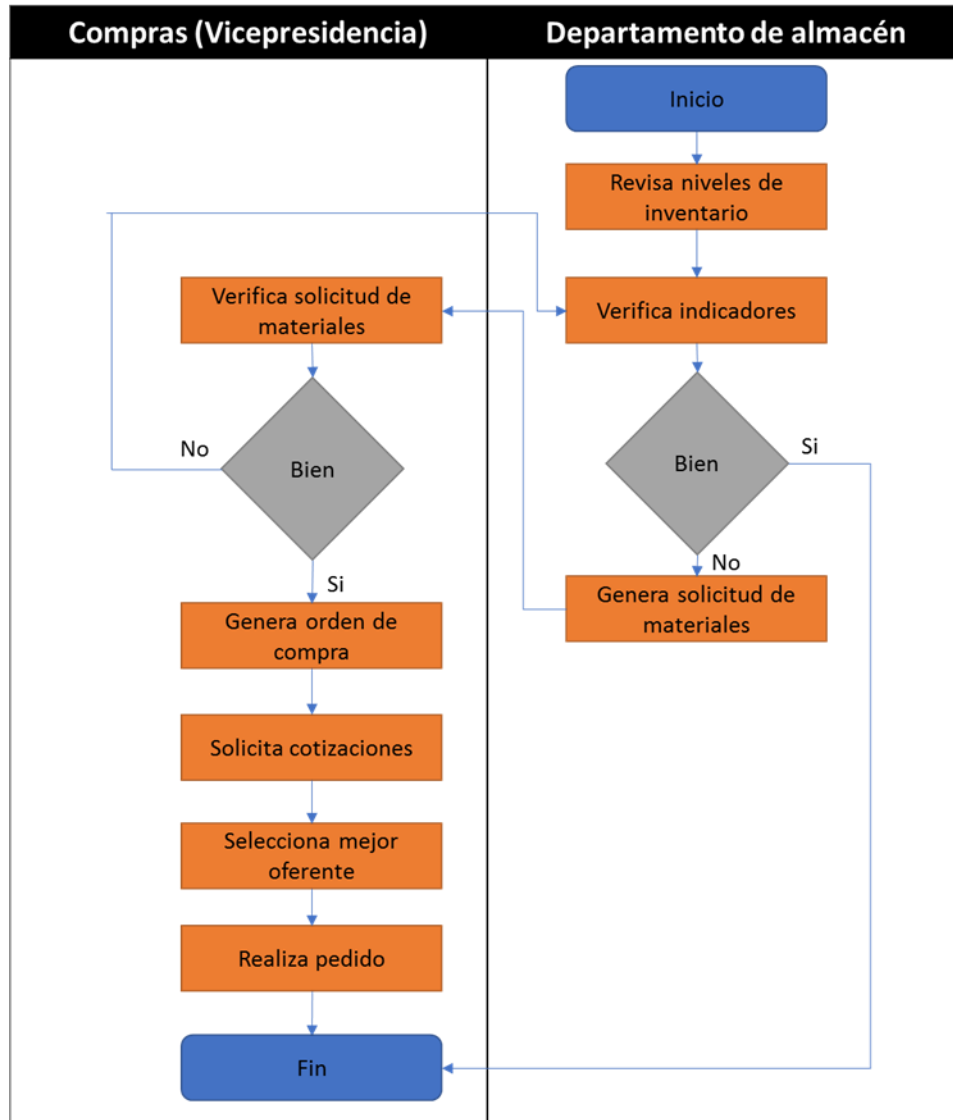 Compras (Vicepresidencia)
Departamento de almacén
Inicio
Revisa niveles de
inventario
Verifica solicitud de
materiales
Verifica indicadores
No
Bien
Bien
Si
Si
No
Genera orden de
compra
Genera solicitud de
materiales
Solicita cotizaciones
Selecciona mejor
oferente
Realiza pedido
Fin